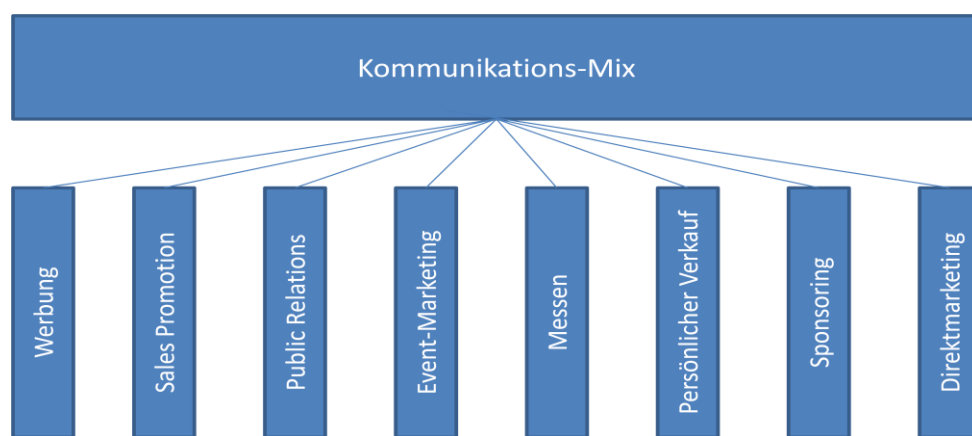 Kommunikations-Mix
Werbung
Sales Promotion
Public Relations
Event-Marketing
Messen
Persönlicher Verkauf
Sponsoring
Direktmarketing